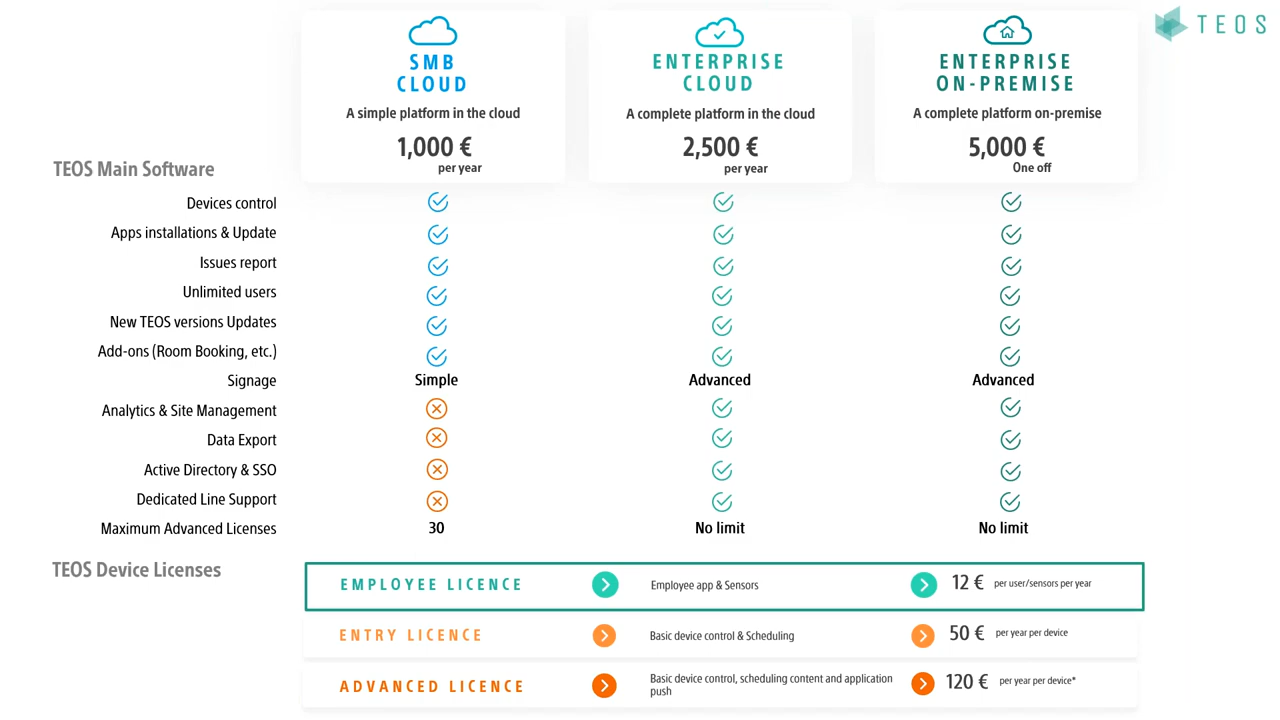 TEOS
SMB
CLOUD
A simple platform in the cloud
1,000 €
per year
ENTERPRISE
CLOUD
A complete platform in the cloud
2,500 €
per year
ENTERPRISE
ON-PREMISE
A complete platform on-premise
5,000 €
One off
TEOS Main Software
Devices control
Apps installations & Update
Issues report
Unlimited users
New TEOS versions Updates
Add-ons (Room Booking, etc.)
Signage Simple Advanced Advanced
Analytics & Site Management
Data Export
Active Directory & SSO
Dedicated Line Support
Maximum Advanced Licenses 30 No limit No limit
TEOS Device Licenses
EMPLOYEE LICENCE Employee app & Sensors 12 € per user/sensors per year
ENTRY LICENCE Basic device control & Scheduling 50 € per year per device
ADVANCED LICENCE Basic device control, scheduling content and application
push
120 € per year per device*